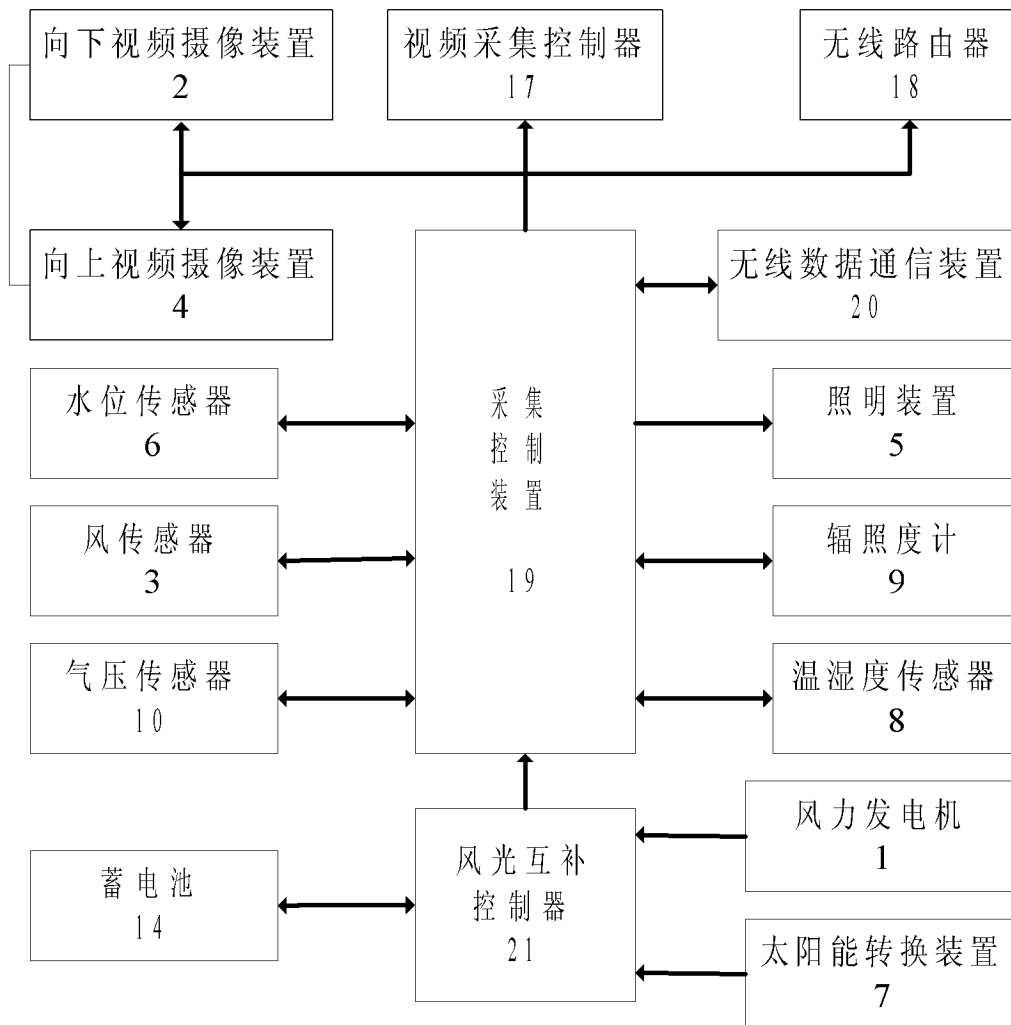 向下视频摄像装置
2
视频采集控制器
17
无线路由器
18
向上视频摄像装置
4
无线数据通信装置
20
水位传感器
6
采集
控制
装置
19
照明装置
5
风传感器
3
辐照度计
9
气压传感器
10
温湿度传感器
8
风力发电机
1
蓄电池
14
风光互补
控制器
21
太阳能转换装置
7